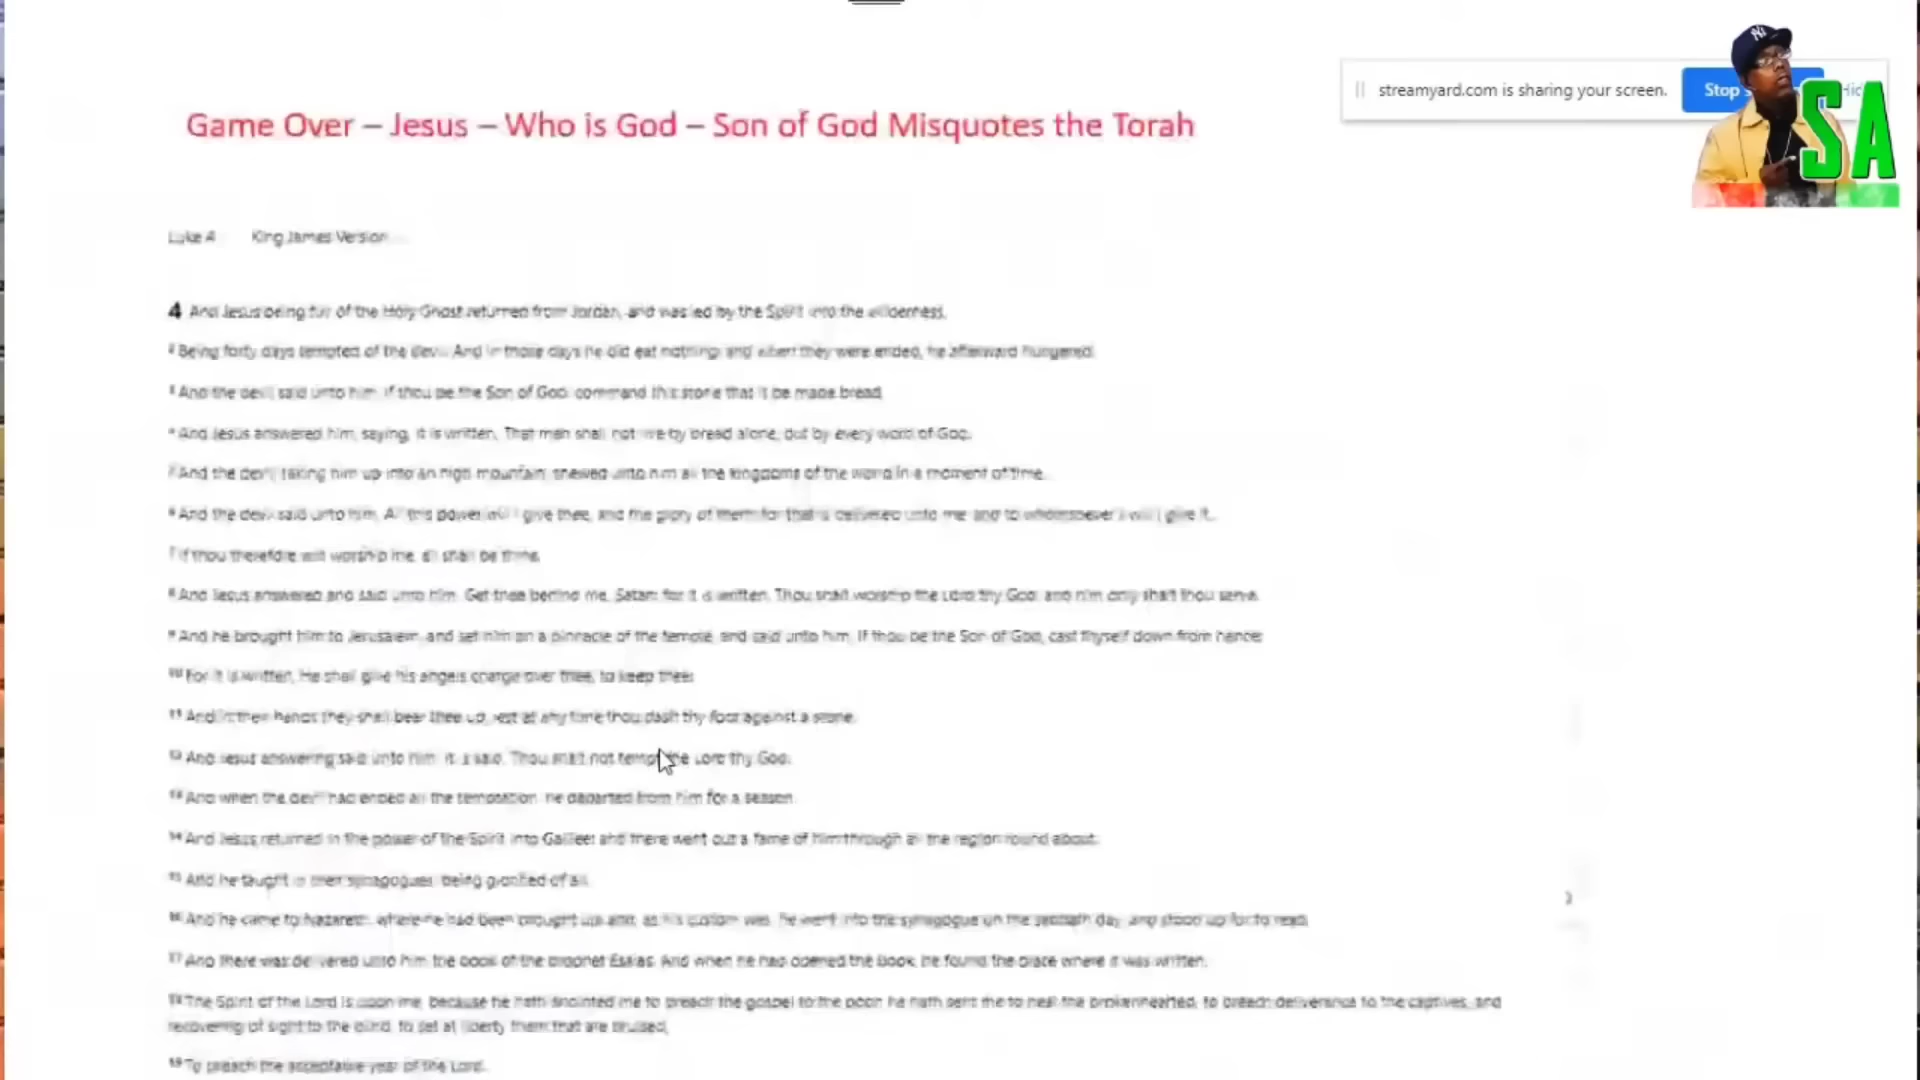 streamyard.com is sharing your screen. Stop
SA
Game Over – Jesus – Who is God – Son of God Misquotes the Torah
Luke 4 King James Version
4 And Jesus being full of the Holy Ghost returned from Jordan, and was led by the Spirit into the wilderness,
2 Being forty days tempted of the devil. And in those days he did eat nothing: and when they were ended, he afterward hungered.
3 And the devil said unto him, If thou be the Son of God, command this stone that it be made bread.
4 And Jesus answered him, saying, It is written, That man shall not live by bread alone, but by every word of God.
5 And the devil, taking him up into an high mountain, shewed unto him all the kingdoms of the world in a moment of time.
6 And the devil said unto him, All this power will I give thee, and the glory of them: for that is delivered unto me; and to whomsoever I will I give it.
7 If thou therefore wilt worship me, all shall be thine.
8 And Jesus answered and said unto him, Get thee behind me, Satan: for it is written, Thou shalt worship the Lord thy God, and him only shalt thou serve.
9 And he brought him to Jerusalem, and set him on a pinnacle of the temple, and said unto him, If thou be the Son of God, cast thyself down from hence:
10 For it is written, He shall give his angels charge over thee, to keep thee:
11 And in their hands they shall bear thee up, lest at any time thou dash thy foot against a stone.
12 And Jesus answering said unto him, It is said, Thou shalt not tempt the Lord thy God.
13 And when the devil had ended all the temptation, he departed from him for a season.
14 And Jesus returned in the power of the Spirit into Galilee: and there went out a fame of him through all the region round about.
15 And he taught in their synagogues, being glorified of all.
16 And he came to Nazareth, where he had been brought up: and, as his custom was, he went into the synagogue on the sabbath day, and stood up for to read.
17 And there was delivered unto him the book of the prophet Esaias. And when he had opened the book, he found the place where it was written,
18 The Spirit of the Lord is upon me, because he hath anointed me to preach the gospel to the poor; he hath sent me to heal the brokenhearted, to preach deliverance to the captives, and
recovering of sight to the blind, to set at liberty them that are bruised,
19 To preach the acceptable year of the Lord.